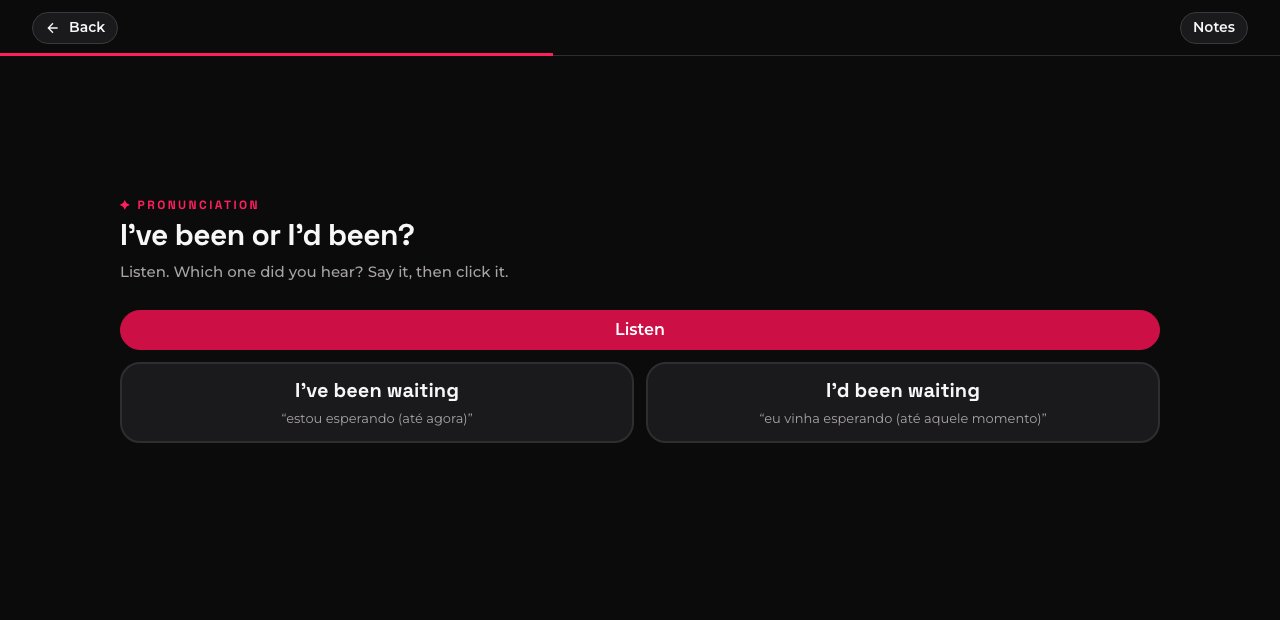 Back
Notes
PRONUNCIATION
I’ve been or I’d been?
Listen. Which one did you hear? Say it, then click it.
Listen
I’ve been waiting
“estou esperando (até agora)”
I’d been waiting
“eu vinha esperando (até aquele momento)”